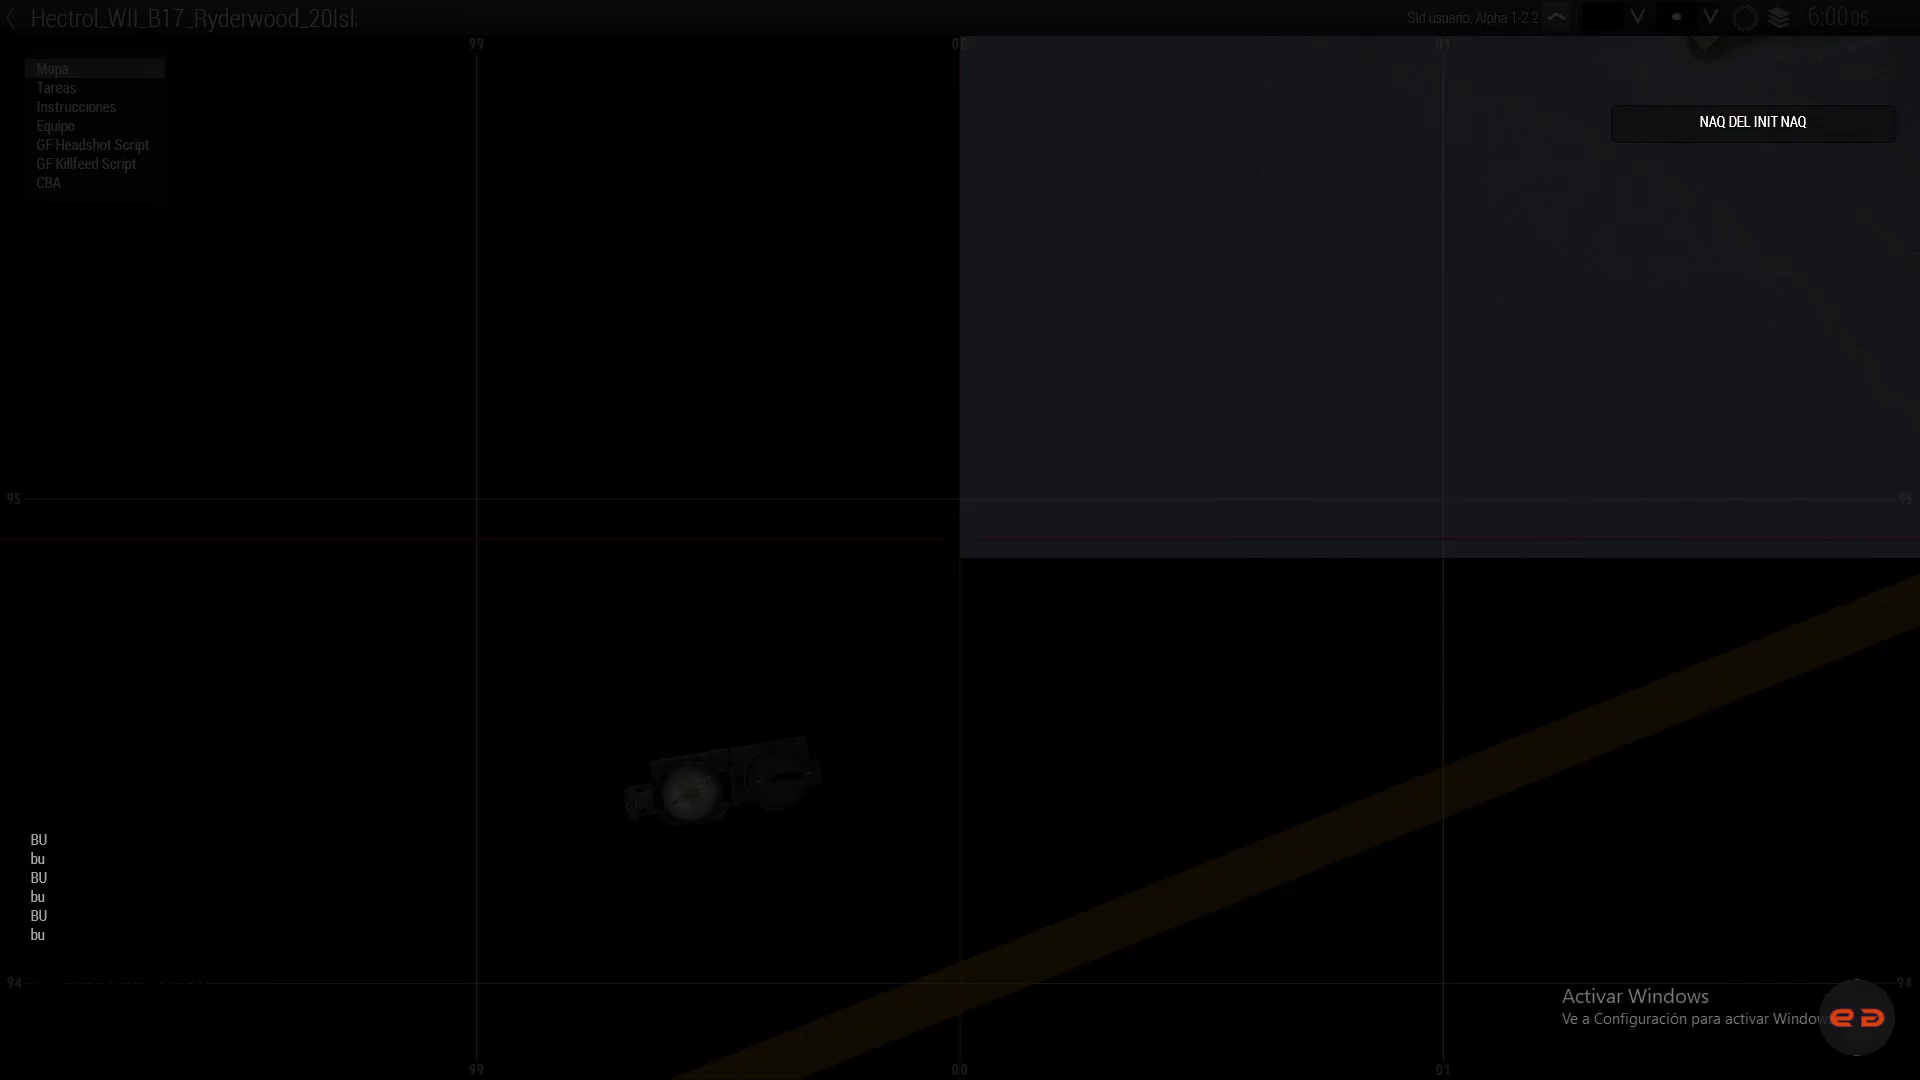 Hectrol_WII_B17_Ryderwood_20Isl
Sld usuario, Alpha 1-2 2
V
V
6:00 05
99
00
01
Mapa
Tareas
Instrucciones
Equipo
GF Headshot Script
GF Killfeed Script
CBA
NAQ DEL INIT NAQ
95
95
BU
bu
BU
bu
BU
bu
94
94
Activar Windows
Ve a Configuración para activar Window
99
00
01